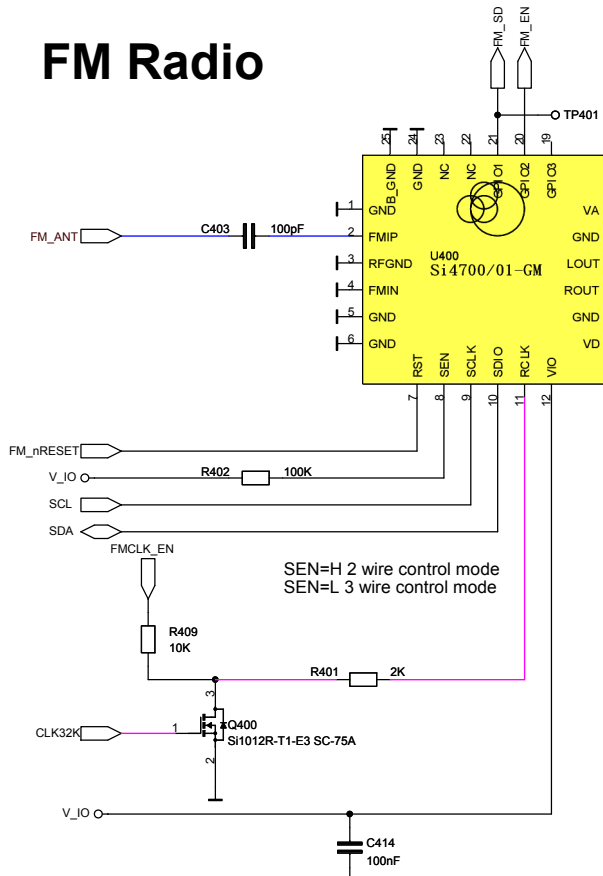 FM Radio
FM_SD
FM_EN
TP401
25
24
23
22
21
20
19
B_GND
GND
NC
NC
GPIO1
GPIO2
GPIO3
1
GND
VA
FM_ANT
C403
100pF
2
FMIP
GND
U400
3
RFGND
LOUT
Si4700/01-GM
4
FMIN
ROUT
5
GND
GND
6
GND
VD
RST
SEN
SCLK
SDIO
RCLK
VIO
7
8
9
10
11
12
FM_nRESET
V_IO
R402
100K
SCL
SDA
FMCLK_EN
SEN=H 2 wire control mode
SEN=L 3 wire control mode
R409
10K
R401
2K
3
CLK32K
1
Q400
Si1012R-T1-E3 SC-75A
2
V_IO
C414
100nF